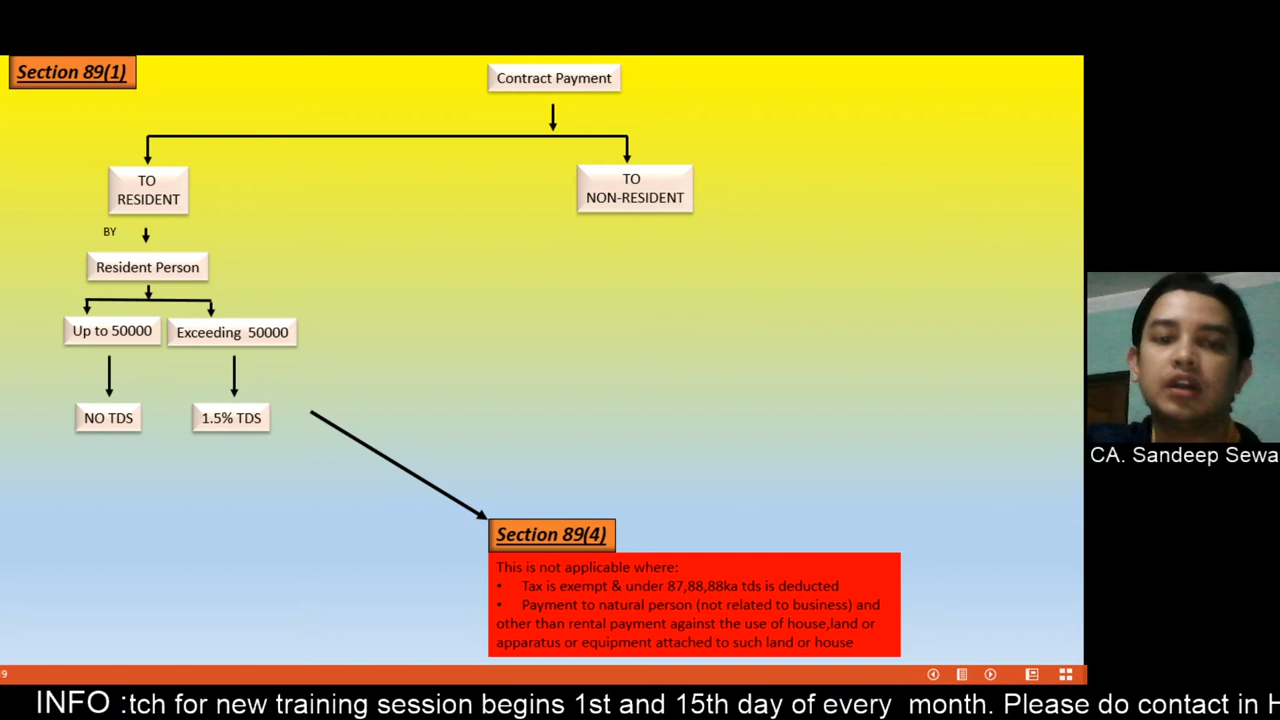 Section 89(1)
Contract Payment
TO
RESIDENT
TO
NON-RESIDENT
BY
Resident Person
Up to 50000
Exceeding 50000
NO TDS
1.5% TDS
Section 89(4)
This is not applicable where:
• Tax is exempt & under 87,88,88ka tds is deducted
• Payment to natural person (not related to business) and
other than rental payment against the use of house,land or
apparatus or equipment attached to such land or house
CA. Sandeep Sewa
9
INFO :tch for new training session begins 1st and 15th day of every month. Please do contact in H